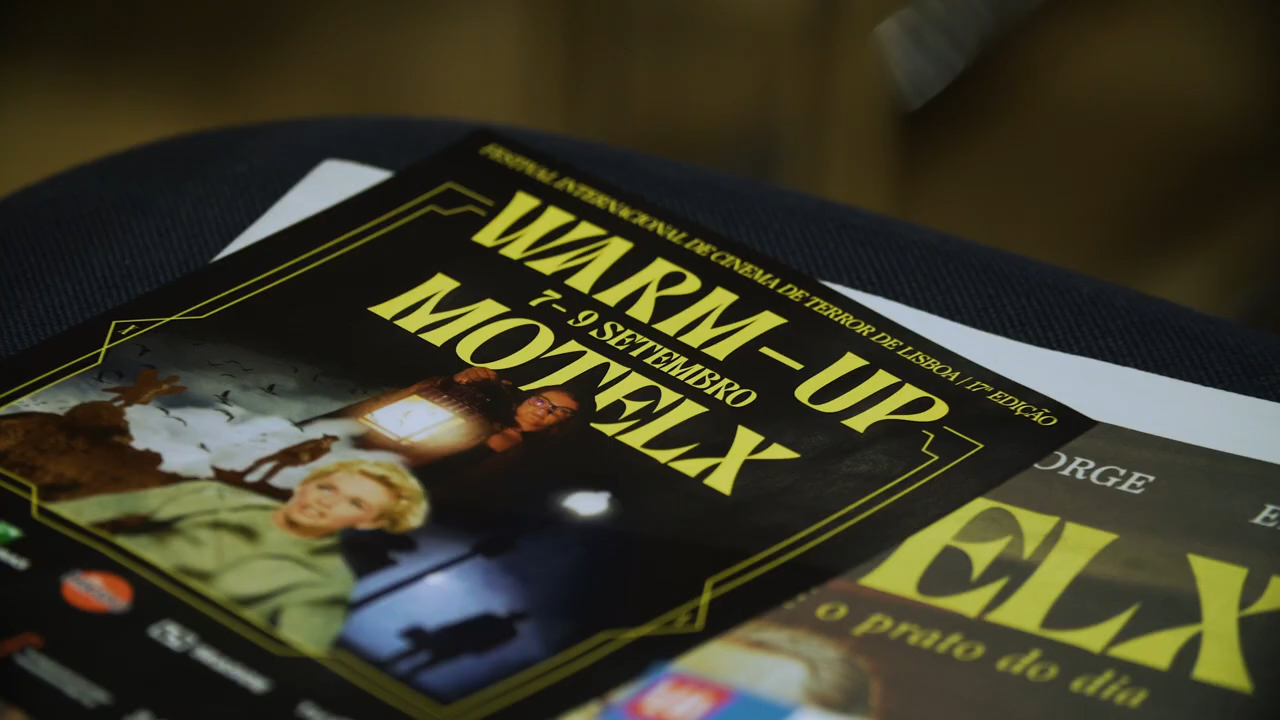 FESTIVAL INTERNACIONAL DE CINEMA DE TERROR DE LISBOA | 17ª EDIÇÃO
WARM-UP
7 – 9 SETEMBRO
MOTELX
ORGE
ELX
o prato do dia